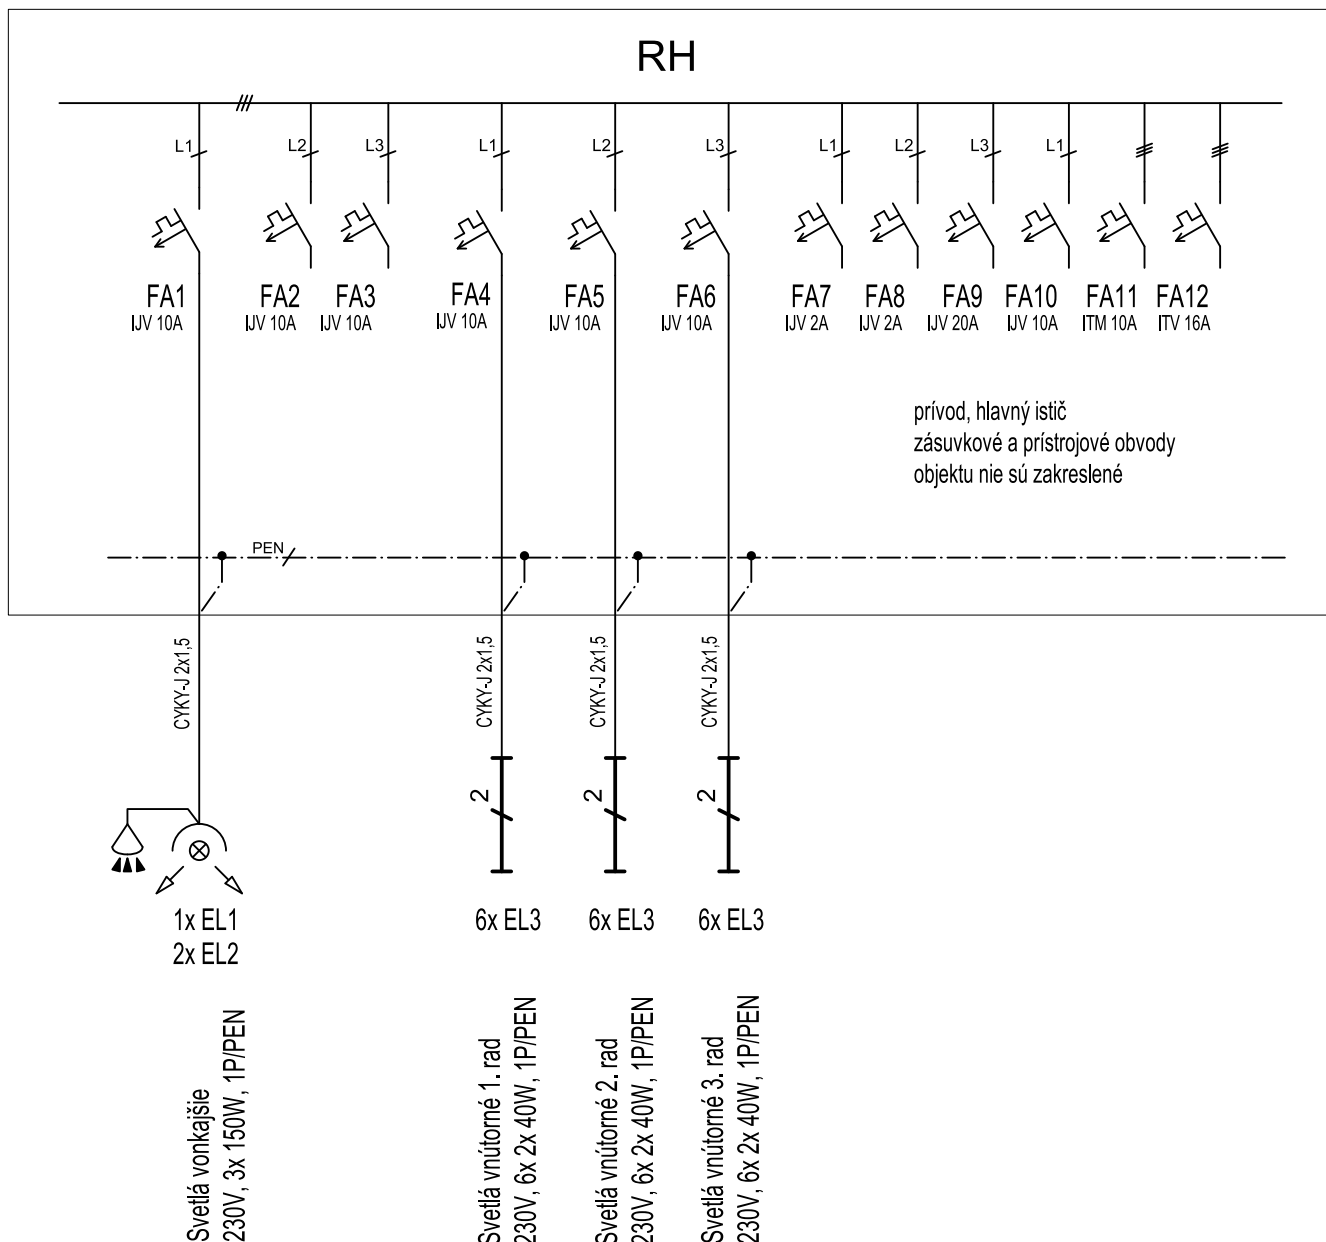 RH
L1
L2
L3
L1
L2
L3
L1
L2
L3
L1
FA1
IJV 10A
FA2
IJV 10A
FA3
IJV 10A
FA4
IJV 10A
FA5
IJV 10A
FA6
IJV 10A
FA7
IJV 2A
FA8
IJV 2A
FA9
IJV 20A
FA10
IJV 10A
FA11
ITM 10A
FA12
ITV 16A
prívod, hlavný istič
zásuvkové a prístrojové obvody
objektu nie sú zakreslené
PEN
CYKY-J 2x1,5
CYKY-J 2x1,5
CYKY-J 2x1,5
CYKY-J 2x1,5
2
2
2
1x EL1
2x EL2
6x EL3
6x EL3
6x EL3
Svetlá vonkajšie
230V, 3x 150W, 1P/PEN
Svetlá vnútorné 1. rad
230V, 6x 2x 40W, 1P/PEN
Svetlá vnútorné 2. rad
230V, 6x 2x 40W, 1P/PEN
Svetlá vnútorné 3. rad
230V, 6x 2x 40W, 1P/PEN